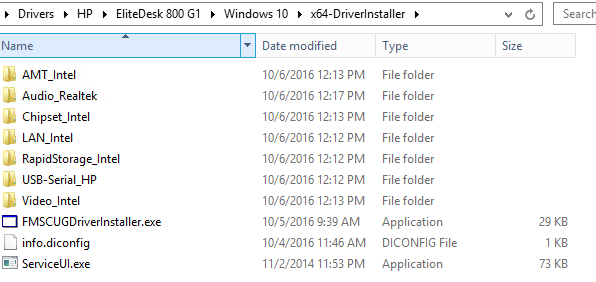 Drivers › HP › EliteDesk 800 G1 › Windows 10 › x64-DriverInstaller Search
Name Date modified Type Size
AMT_Intel 10/6/2016 12:13 PM File folder
Audio_Realtek 10/6/2016 12:17 PM File folder
Chipset_Intel 10/6/2016 12:13 PM File folder
LAN_Intel 10/6/2016 12:12 PM File folder
RapidStorage_Intel 10/6/2016 12:12 PM File folder
USB-Serial_HP 10/6/2016 12:12 PM File folder
Video_Intel 10/6/2016 12:13 PM File folder
FMSCUGDriverInstaller.exe 10/5/2016 9:39 AM Application 29 KB
info.diconfig 10/4/2016 11:46 AM DICONFIG File 1 KB
ServiceUI.exe 11/2/2014 11:53 PM Application 73 KB